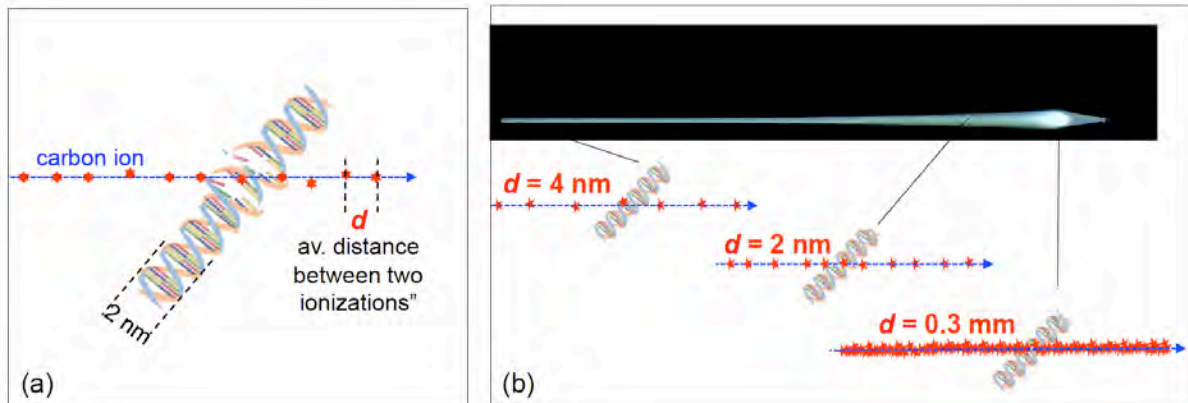 carbon ion
d
av. distance
between two
ionizations”
2 nm
(a)
d = 4 nm
d = 2 nm
d = 0.3 mm
(b)